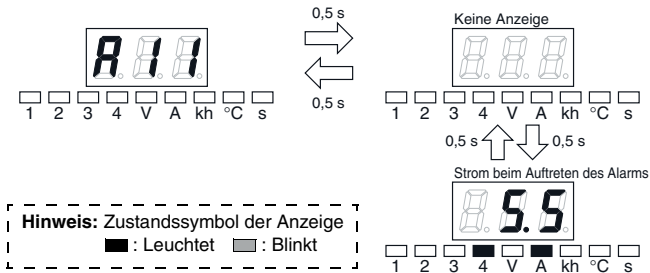 0,5 s
Keine Anzeige
A11
0,5 s
1 2 3 4 V A kh °C s
1 2 3 4 V A kh °C s
0,5 s 0,5 s
Strom beim Auftreten des Alarms
5.5
Hinweis: Zustandssymbol der Anzeige
: Leuchtet : Blinkt
1 2 3 4 V A kh °C s